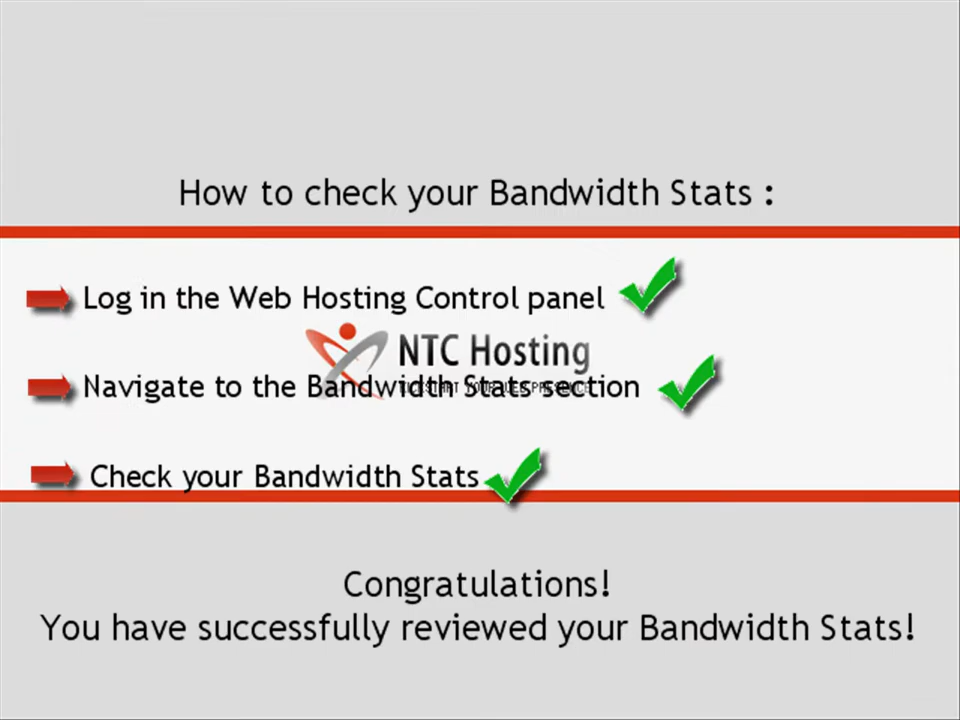 How to check your Bandwidth Stats :
Log in the Web Hosting Control panel
NTC Hosting
Navigate to the Bandwidth Stats section
Check your Bandwidth Stats
Congratulations!
You have successfully reviewed your Bandwidth Stats!